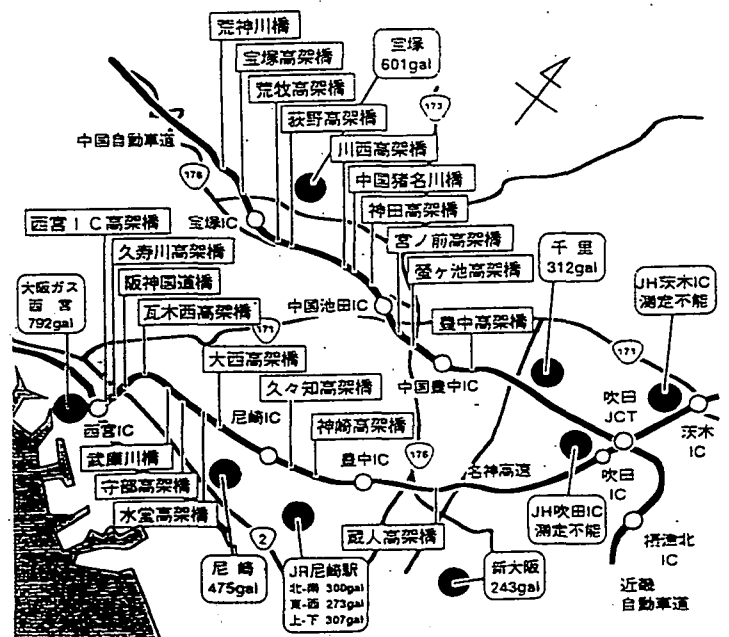 荒神川橋
宝塚高架橋
宝塚
601gal
荒牧高架橋
173
荻野高架橋
中国自動車道
川西高架橋
176
中国猪名川橋
神田高架橋
西宮IC高架橋
宝塚IC
宮ノ前高架橋
久寿川高架橋
千里
312gal
螢ヶ池高架橋
大阪ガス
西宮
792gal
阪神国道橋
JH茨木IC
測定不能
瓦木西高架橋
中国池田IC
171
豊中高架橋
171
大西高架橋
久々知高架橋
中国豊中IC
吹田
JCT
西宮IC
尼崎IC
神崎高架橋
茨木
IC
武庫川橋
豊中IC
176
名神高速
吹田
IC
守部高架橋
JH吹田IC
測定不能
水堂高架橋
2
蔵人高架橋
摂津北
IC
尼崎
475gal
JR尼崎駅
北-南 300gal
東-西 273gal
上-下 307gal
新大阪
243gal
近畿
自動車道